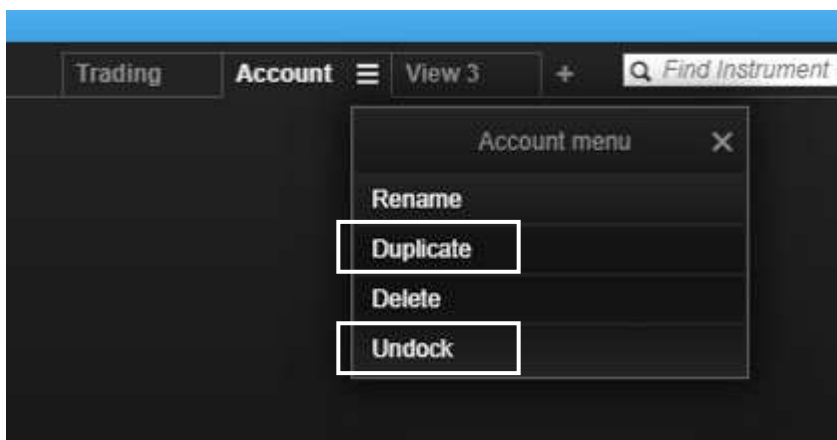 Trading Account View 3 + Find Instrument
Account menu
Rename
Duplicate
Delete
Undock